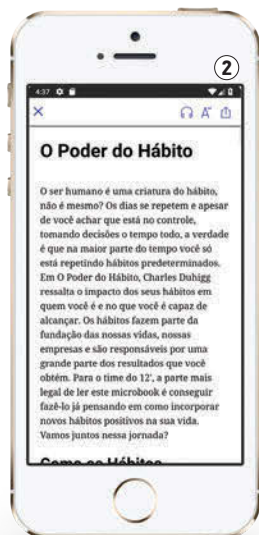 2
4:37
O Poder do Hábito
O ser humano é uma criatura do hábito,
não é mesmo? Os dias se repetem e apesar
de você achar que está no controle,
tomando decisões o tempo todo, a verdade
é que na maior parte do tempo você só
está repetindo hábitos predeterminados.
Em O Poder do Hábito, Charles Duhigg
ressalta o impacto dos seus hábitos em
quem você é e no que você é capaz de
alcançar. Os hábitos fazem parte da
fundação das nossas vidas, nossas
empresas e são responsáveis por uma
grande parte dos resultados que você
obtém. Para o time do 12', a parte mais
legal de ler este microbook é conseguir
fazê-lo já pensando em como incorporar
novos hábitos positivos na sua vida.
Vamos juntos nessa jornada?
Como os Hábitos